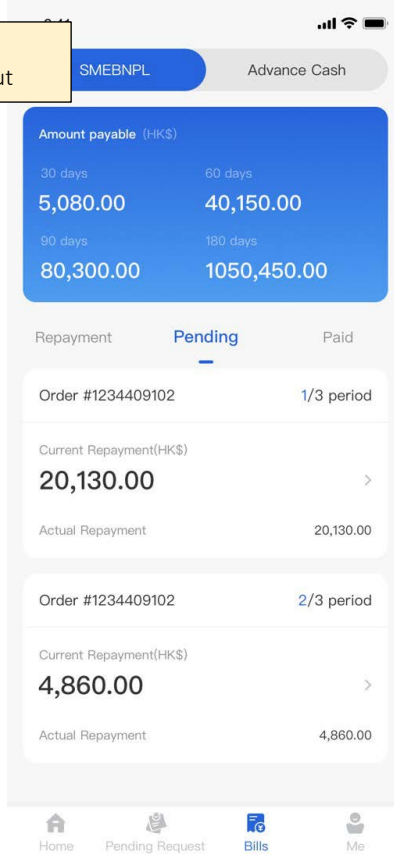 SMEBNPL Advance Cash
Amount payable (HK$)
30 days 60 days
5,080.00 40,150.00
90 days 180 days
80,300.00 1050,450.00
Repayment Pending Paid
Order #1234409102 1/3 period
Current Repayment(HK$)
20,130.00
Actual Repayment 20,130.00
Order #1234409102 2/3 period
Current Repayment(HK$)
4,860.00
Actual Repayment 4,860.00
Home Pending Request Bills Me